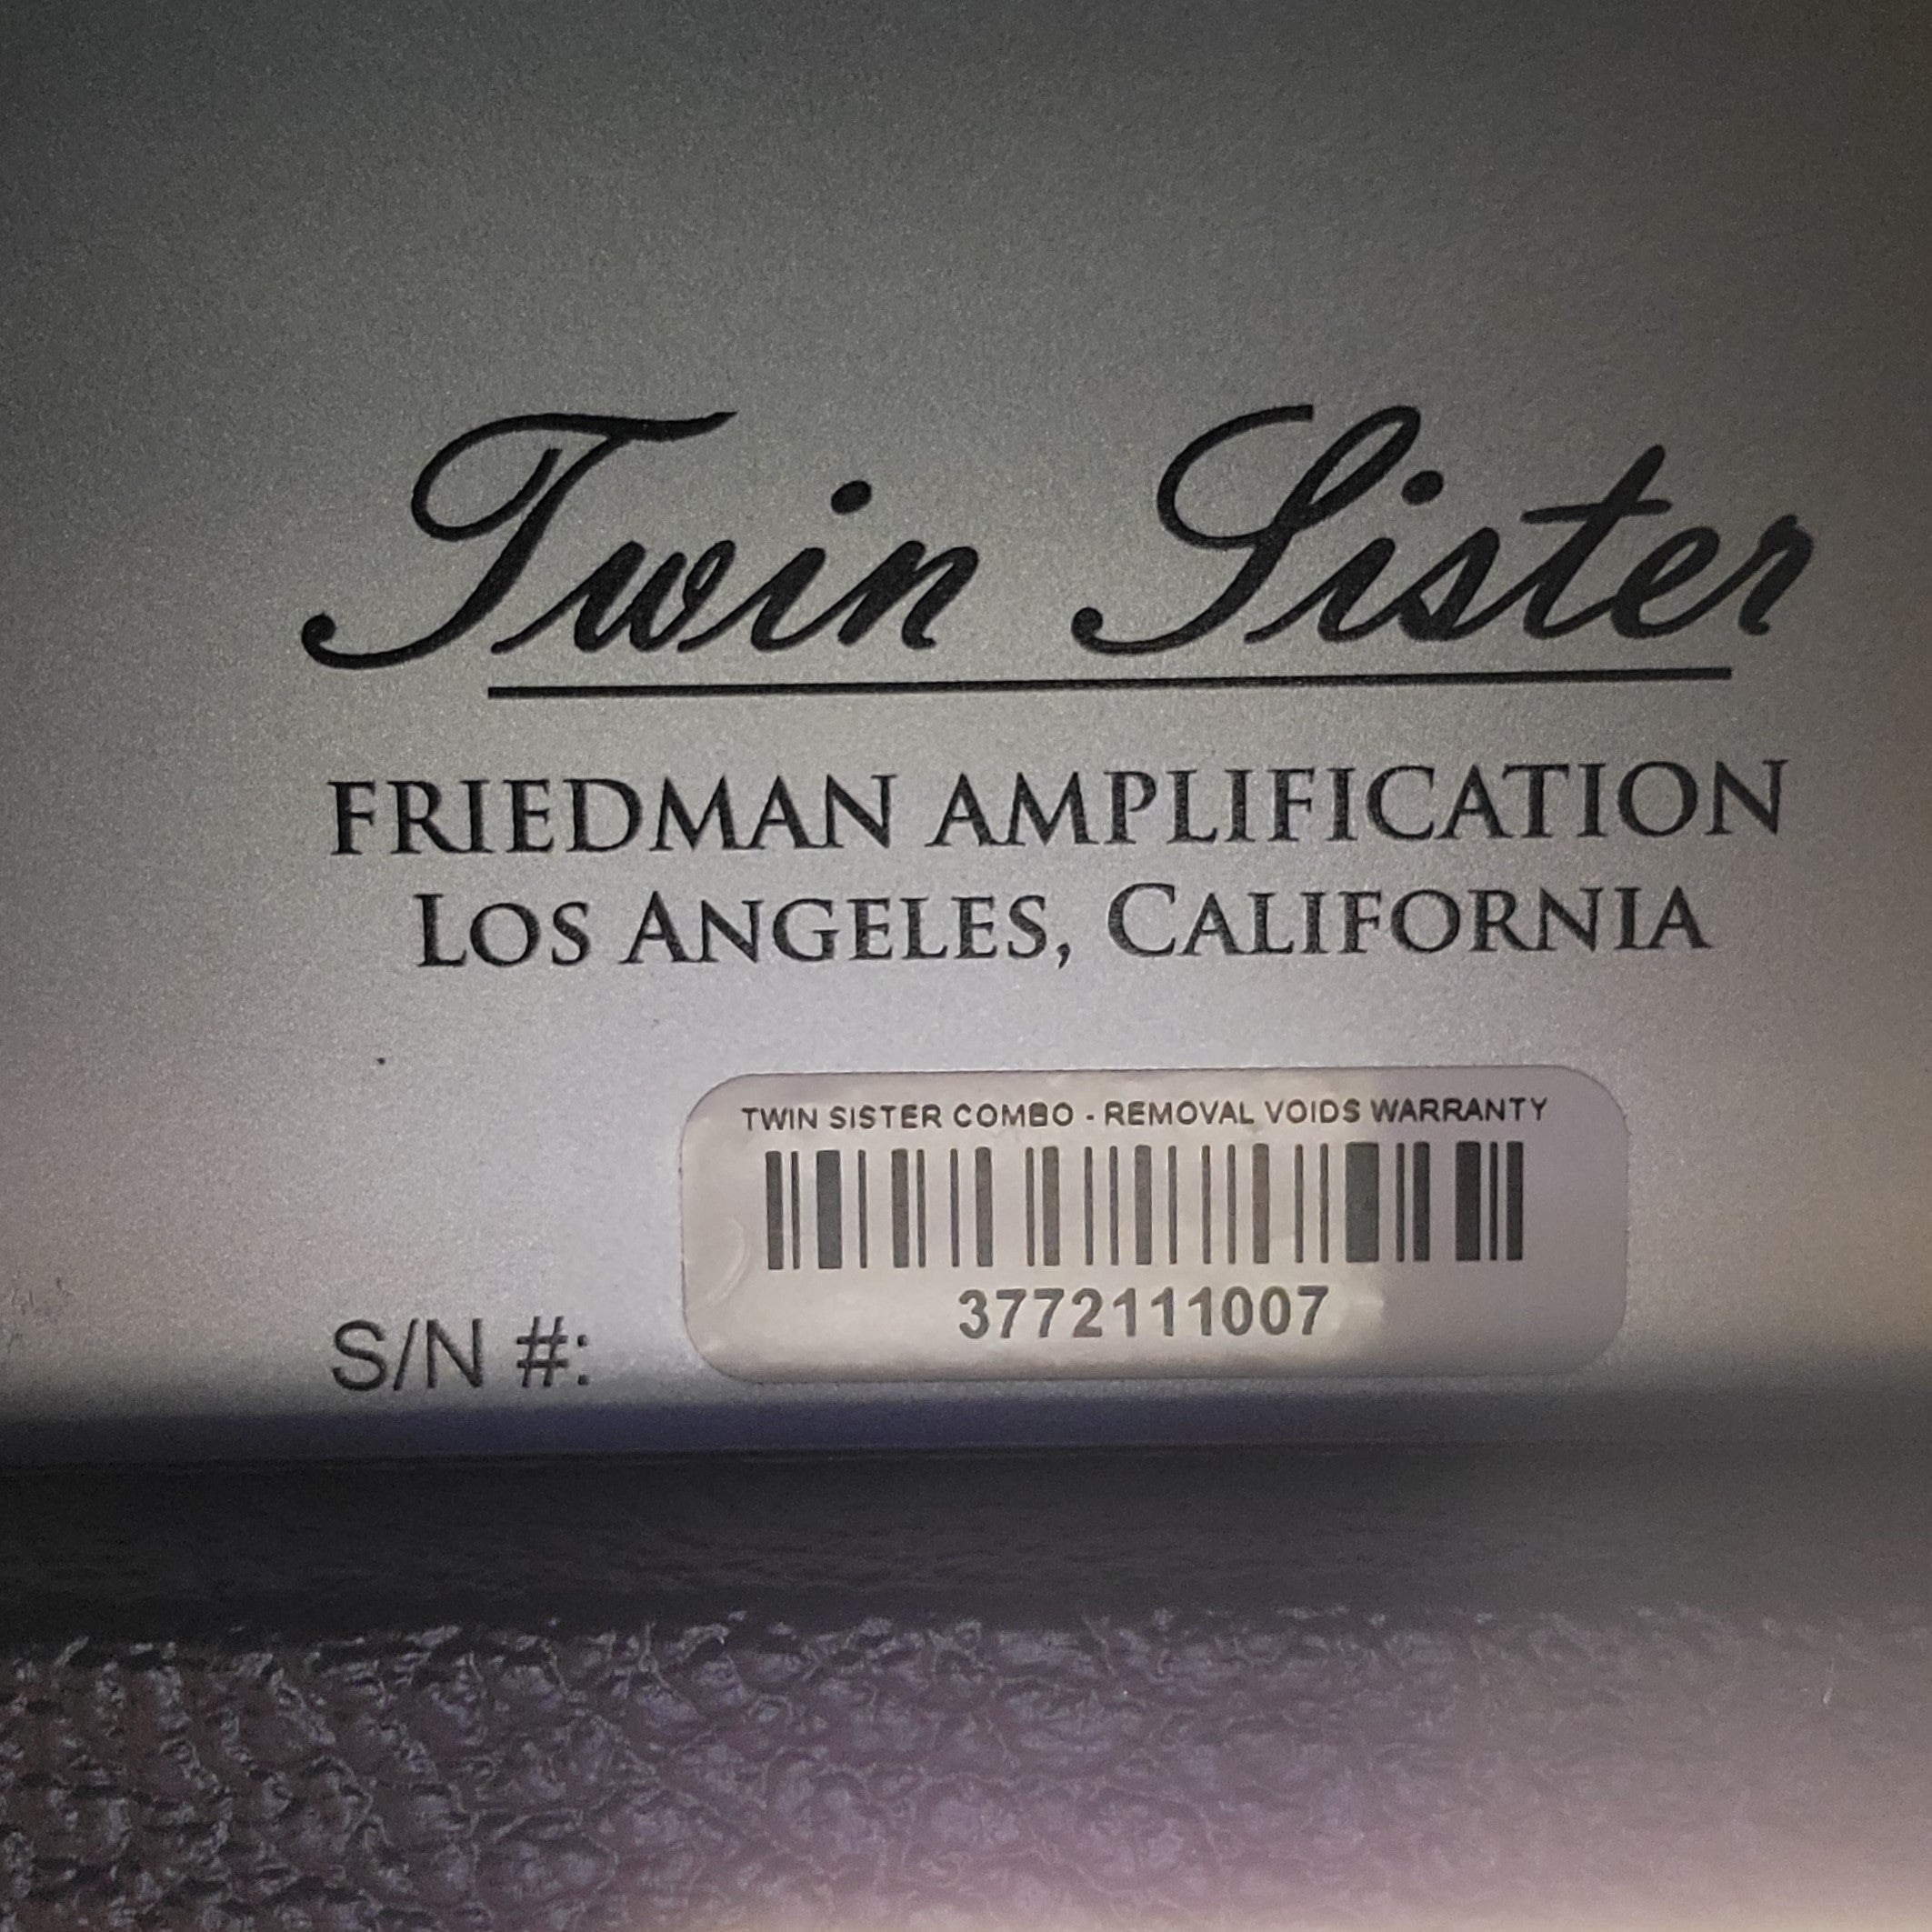 Twin Sister
FRIEDMAN AMPLIFICATION
LOS ANGELES, CALIFORNIA
TWIN SISTER COMBO - REMOVAL VOIDS WARRANTY
3772111007
S/N #: